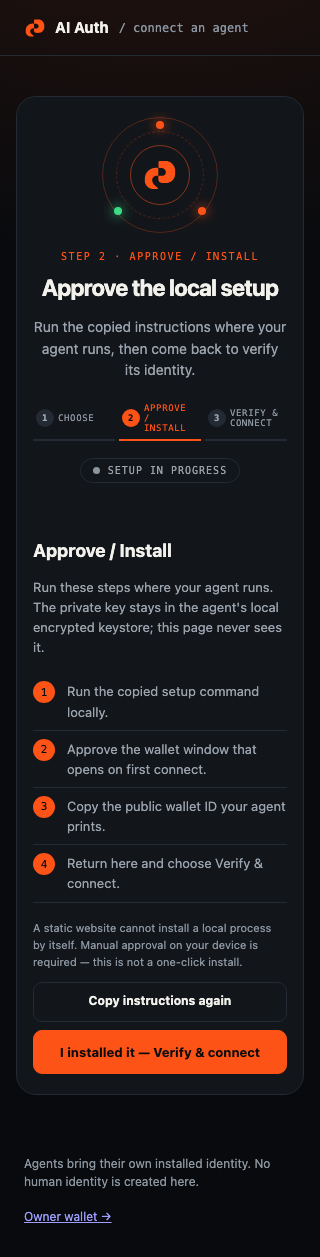 AI Auth / connect an agent
STEP 2 · APPROVE / INSTALL
Approve the local setup
Run the copied instructions where your
agent runs, then come back to verify
its identity.
1 CHOOSE
2 APPROVE
/
INSTALL
3 VERIFY &
CONNECT
SETUP IN PROGRESS
Approve / Install
Run these steps where your agent runs.
The private key stays in the agent's local
encrypted keystore; this page never sees
it.
1 Run the copied setup command
locally.
2 Approve the wallet window that
opens on first connect.
3 Copy the public wallet ID your agent
prints.
4 Return here and choose Verify &
connect.
A static website cannot install a local process
by itself. Manual approval on your device is
required — this is not a one-click install.
Copy instructions again
I installed it — Verify & connect
Agents bring their own installed identity. No
human identity is created here.
Owner wallet →